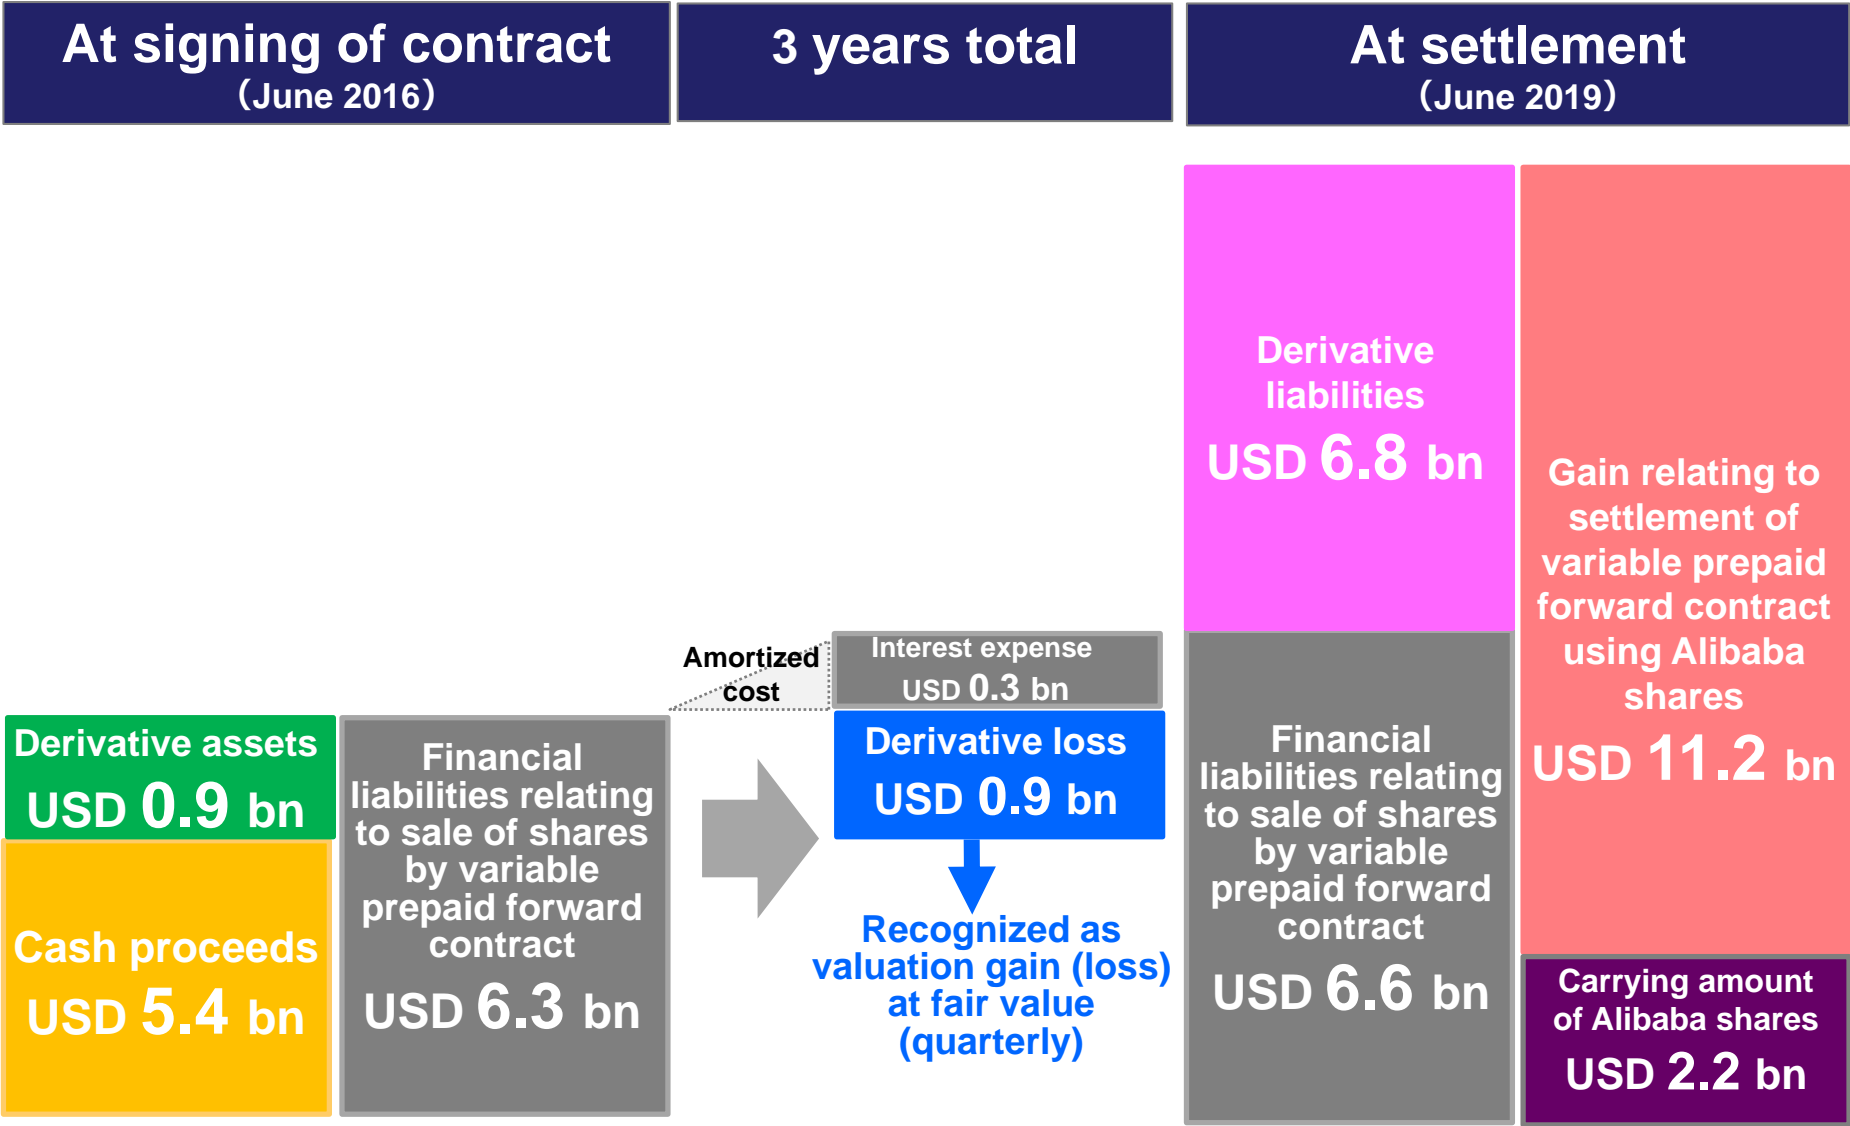 At signing of contract
（June 2016）
3 years total
At settlement
（June 2019）
Derivative assets
USD 0.9 bn
Cash proceeds
USD 5.4 bn
Financial
liabilities relating
to sale of shares
by variable
prepaid forward
contract
USD 6.3 bn
Amortized
cost
Interest expense
USD 0.3 bn
Derivative loss
USD 0.9 bn
Recognized as
valuation gain (loss)
at fair value
(quarterly)
Derivative
liabilities
USD 6.8 bn
Financial
liabilities relating
to sale of shares
by variable
prepaid forward
contract
USD 6.6 bn
Gain relating to
settlement of
variable prepaid
forward contract
using Alibaba
shares
USD 11.2 bn
Carrying amount
of Alibaba shares
USD 2.2 bn